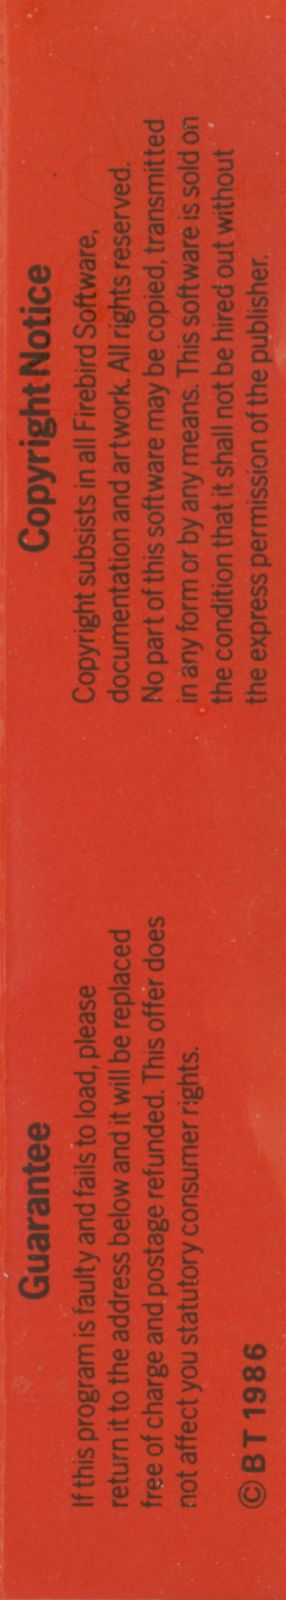 Guarantee
If this program is faulty and fails to load, please
return it to the address below and it will be replaced
free of charge and postage refunded. This offer does
not affect you statutory consumer rights.
© BT 1986
Copyright Notice
Copyright subsists in all Firebird Software,
documentation and artwork. All rights reserved.
No part of this software may be copied, transmitted
in any form or by any means. This software is sold on
the condition that it shall not be hired out without
the express permission of the publisher.